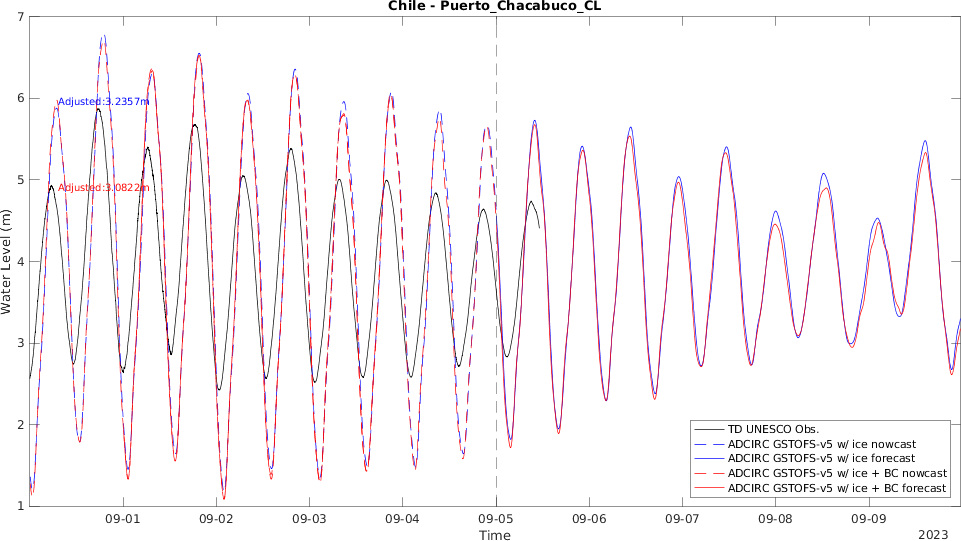 Chile - Puerto_Chacabuco_CL
7
6
5
4
3
2
1
Water Level (m)
Adjusted:3.2357m
Adjusted:3.0822m
TD UNESCO Obs.
ADCIRC GSTOFS-v5 w/ ice nowcast
ADCIRC GSTOFS-v5 w/ ice forecast
ADCIRC GSTOFS-v5 w/ ice + BC nowcast
ADCIRC GSTOFS-v5 w/ ice + BC forecast
09-01 09-02 09-03 09-04 09-05 09-06 09-07 09-08 09-09
Time
2023